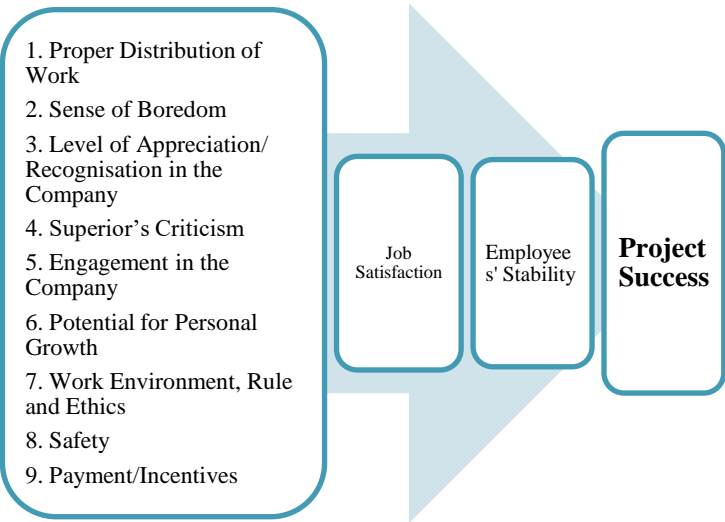 1. Proper Distribution of
Work
2. Sense of Boredom
3. Level of Appreciation/
Recognisation in the
Company
4. Superior’s Criticism
5. Engagement in the
Company
6. Potential for Personal
Growth
7. Work Environment, Rule
and Ethics
8. Safety
9. Payment/Incentives
Job
Satisfaction
Employee
s' Stability
Project
Success